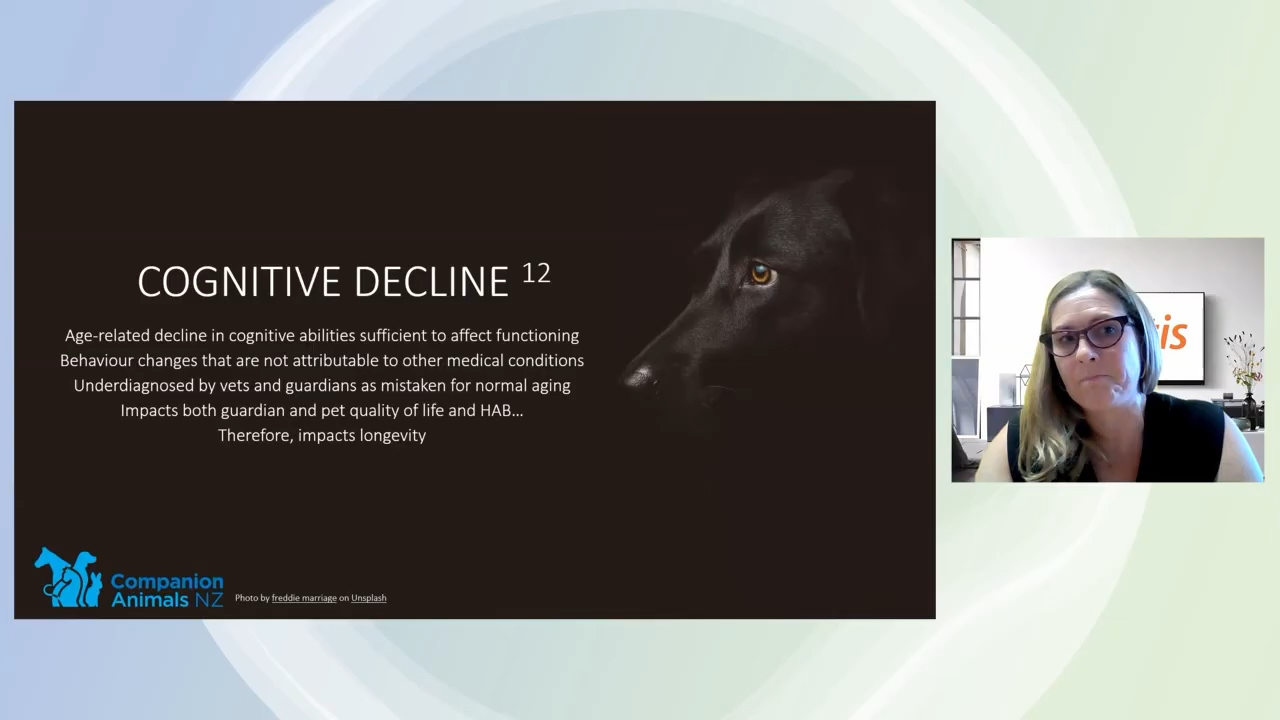 COGNITIVE DECLINE 12
Age-related decline in cognitive abilities sufficient to affect functioning
Behaviour changes that are not attributable to other medical conditions
Underdiagnosed by vets and guardians as mistaken for normal aging
Impacts both guardian and pet quality of life and HAB...
Therefore, impacts longevity
Companion
Animals NZ
Photo by freddie marriage on Unsplash